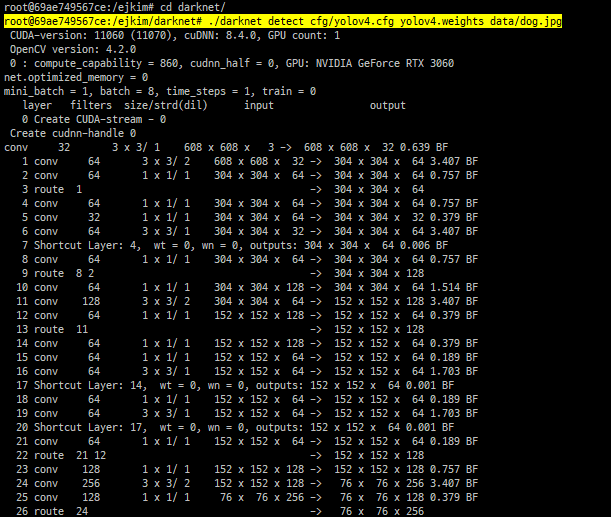 root@69ae749567ce:/ejkim# cd darknet/
root@69ae749567ce:/ejkim/darknet# ./darknet detect cfg/yolov4.cfg yolov4.weights data/dog.jpg
 CUDA-version: 11060 (11070), cuDNN: 8.4.0, GPU count: 1
 OpenCV version: 4.2.0
 0 : compute_capability = 860, cudnn_half = 0, GPU: NVIDIA GeForce RTX 3060
net.optimized_memory = 0
mini_batch = 1, batch = 8, time_steps = 1, train = 0
   layer   filters  size/strd(dil)      input                output
   0 Create CUDA-stream - 0
 Create cudnn-handle 0
conv     32       3 x 3/ 1    608 x 608 x   3 ->  608 x 608 x  32 0.639 BF
   1 conv     64       3 x 3/ 2    608 x 608 x  32 ->  304 x 304 x  64 3.407 BF
   2 conv     64       1 x 1/ 1    304 x 304 x  64 ->  304 x 304 x  64 0.757 BF
   3 route  1                                      ->  304 x 304 x  64
   4 conv     64       1 x 1/ 1    304 x 304 x  64 ->  304 x 304 x  64 0.757 BF
   5 conv     32       1 x 1/ 1    304 x 304 x  64 ->  304 x 304 x  32 0.379 BF
   6 conv     64       3 x 3/ 1    304 x 304 x  32 ->  304 x 304 x  64 3.407 BF
   7 Shortcut Layer: 4,  wt = 0, wn = 0, outputs: 304 x 304 x  64 0.006 BF
   8 conv     64       1 x 1/ 1    304 x 304 x  64 ->  304 x 304 x  64 0.757 BF
   9 route  8 2                                    ->  304 x 304 x 128
  10 conv     64       1 x 1/ 1    304 x 304 x 128 ->  304 x 304 x  64 1.514 BF
  11 conv    128       3 x 3/ 2    304 x 304 x  64 ->  152 x 152 x 128 3.407 BF
  12 conv     64       1 x 1/ 1    152 x 152 x 128 ->  152 x 152 x  64 0.379 BF
  13 route  11                                     ->  152 x 152 x 128
  14 conv     64       1 x 1/ 1    152 x 152 x 128 ->  152 x 152 x  64 0.379 BF
  15 conv     64       1 x 1/ 1    152 x 152 x  64 ->  152 x 152 x  64 0.189 BF
  16 conv     64       3 x 3/ 1    152 x 152 x  64 ->  152 x 152 x  64 1.703 BF
  17 Shortcut Layer: 14,  wt = 0, wn = 0, outputs: 152 x 152 x  64 0.001 BF
  18 conv     64       1 x 1/ 1    152 x 152 x  64 ->  152 x 152 x  64 0.189 BF
  19 conv     64       3 x 3/ 1    152 x 152 x  64 ->  152 x 152 x  64 1.703 BF
  20 Shortcut Layer: 17,  wt = 0, wn = 0, outputs: 152 x 152 x  64 0.001 BF
  21 conv     64       1 x 1/ 1    152 x 152 x  64 ->  152 x 152 x  64 0.189 BF
  22 route  21 12                                  ->  152 x 152 x 128
  23 conv    128       1 x 1/ 1    152 x 152 x 128 ->  152 x 152 x 128 0.757 BF
  24 conv    256       3 x 3/ 2    152 x 152 x 128 ->   76 x  76 x 256 3.407 BF
  25 conv    128       1 x 1/ 1     76 x  76 x 256 ->   76 x  76 x 128 0.379 BF
  26 route  24                                     ->   76 x  76 x 256